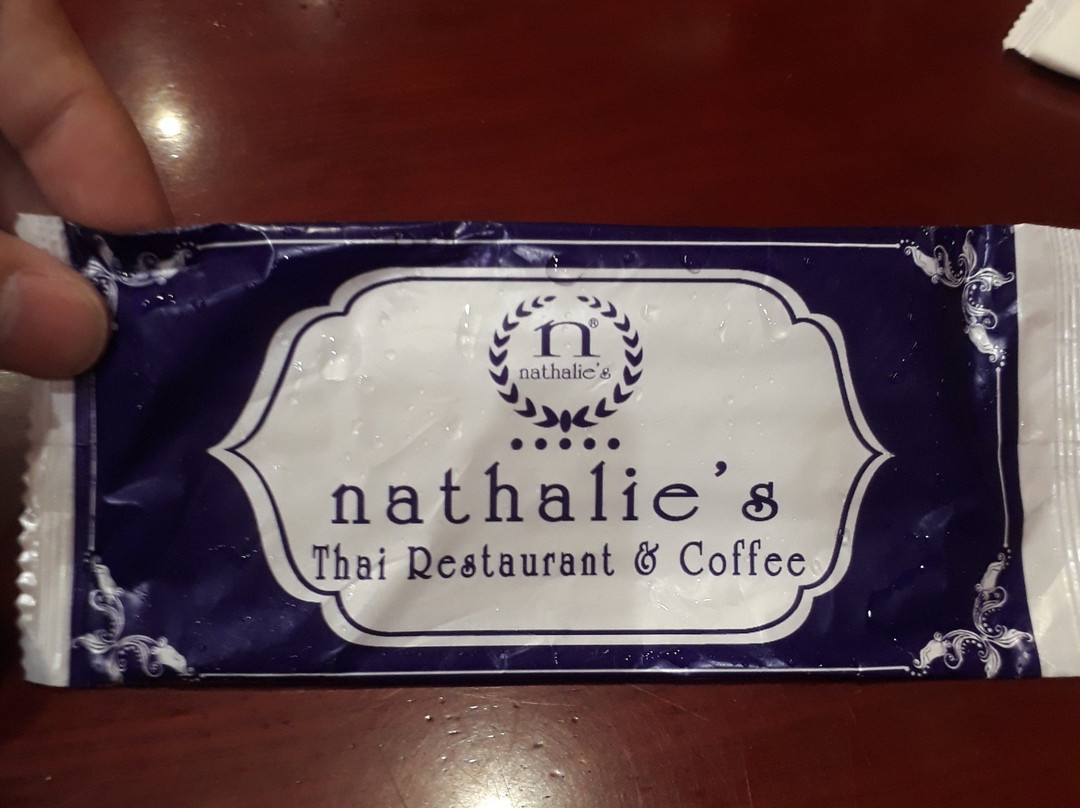 n®
nathalie's
nathalie's
Thai Restaurant & Coffee